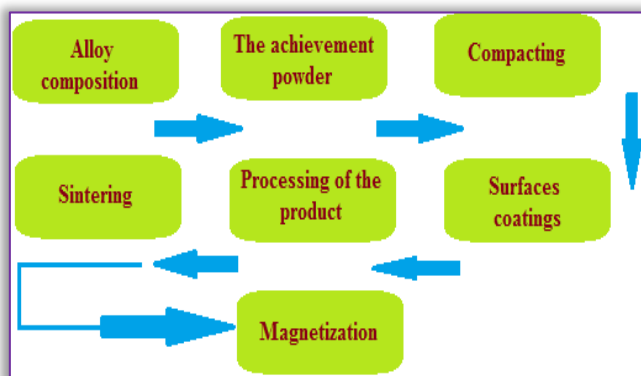 Alloy
composition
The achievement
powder
Compacting
Sintering
Processing of the
product
Surfaces
coatings
Magnetization